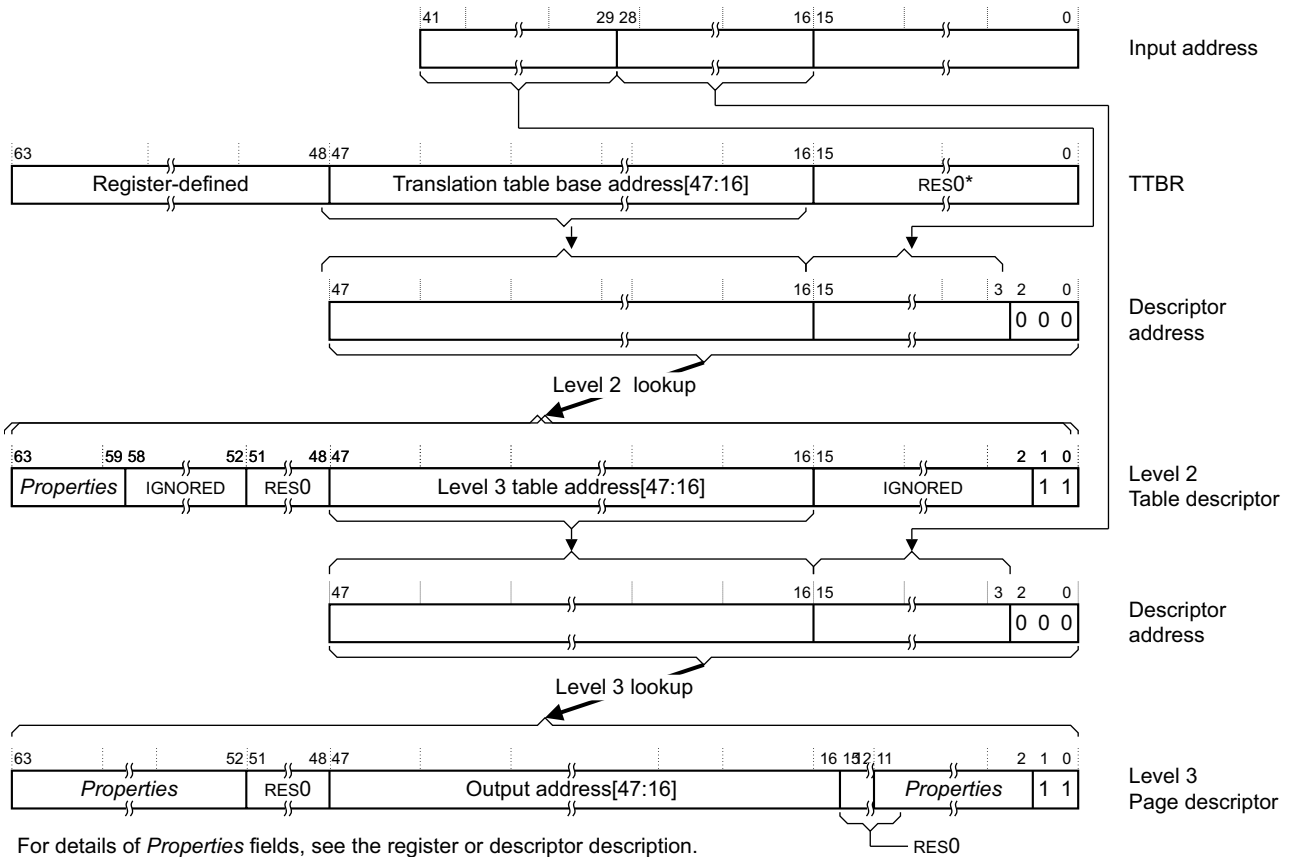 41 29 28 16 15 0
Input address
63 48 47 16 15 0
Register-defined Translation table base address[47:16] RES0* TTBR
47 16 15 3 2 0
0 0 0
Descriptor
address
Level 2 lookup
63 59 58 52 51 48 47 16 15 2 1 0
Properties IGNORED RES0 Level 3 table address[47:16] IGNORED 1 1
Level 2
Table descriptor
47 16 15 3 2 0
0 0 0
Descriptor
address
Level 3 lookup
63 52 51 48 47 16 15 12 11 2 1 0
Properties RES0 Output address[47:16] Properties 1 1
Level 3
Page descriptor
For details of Properties fields, see the register or descriptor description.
RES0